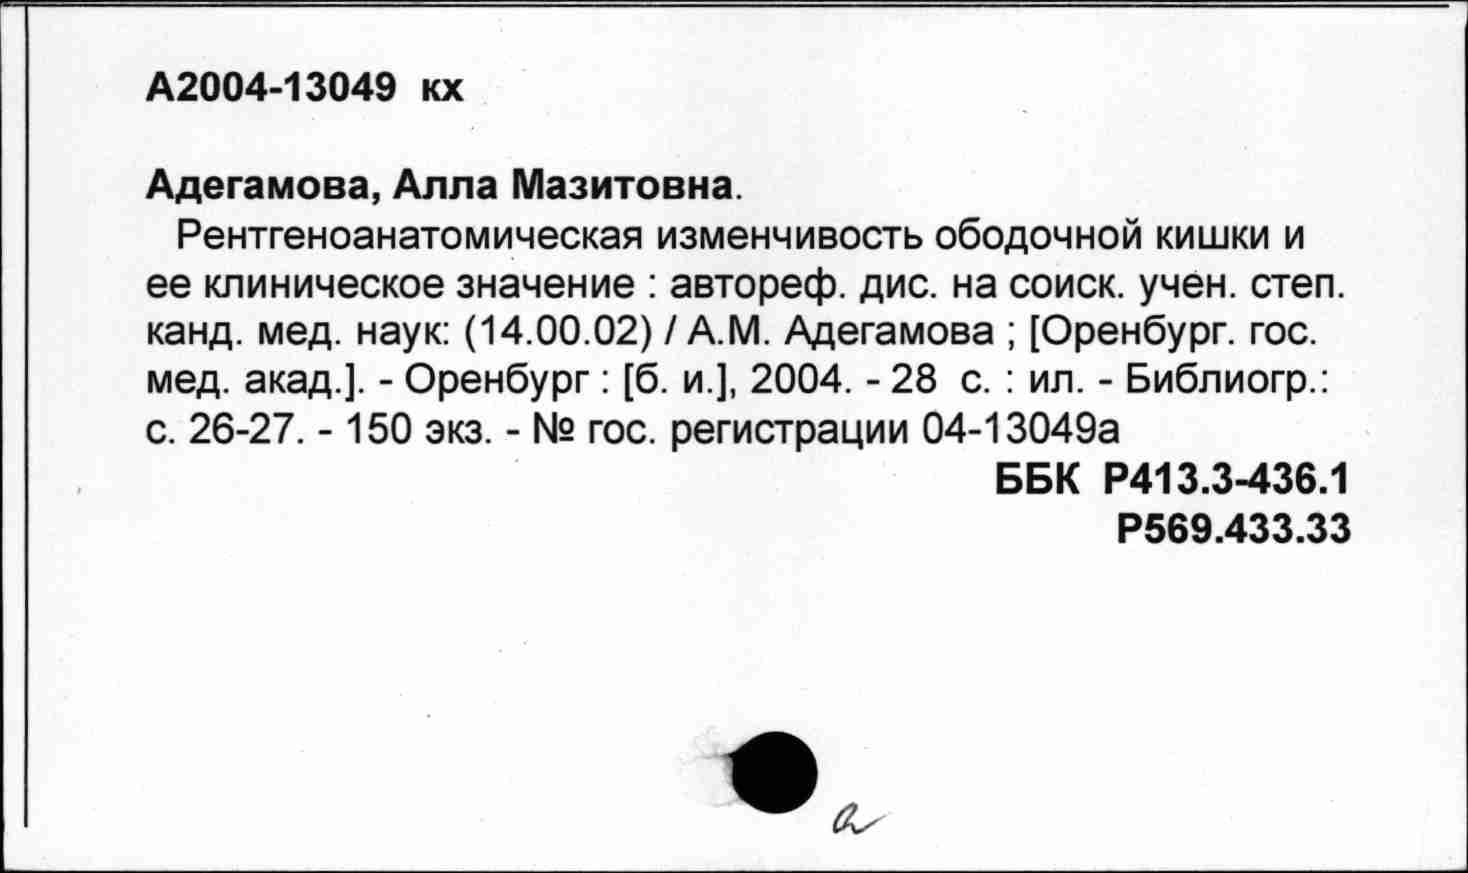 А2004-13049 кх
Адегамова, Алла Мазитовна.
Рентгеноанатомическая изменчивость ободочной кишки и
ее клиническое значение : автореф. дис. на соиск. учен. степ.
канд. мед. наук: (14.00.02) / А.М. Адегамова ; [Оренбург. гос.
мед. акад.]. - Оренбург : [б. и.], 2004. - 28 с. : ил. - Библиогр.:
с. 26-27. - 150 экз. - № гос. регистрации 04-13049а
ББК Р413.3-436.1
Р569.433.33
а